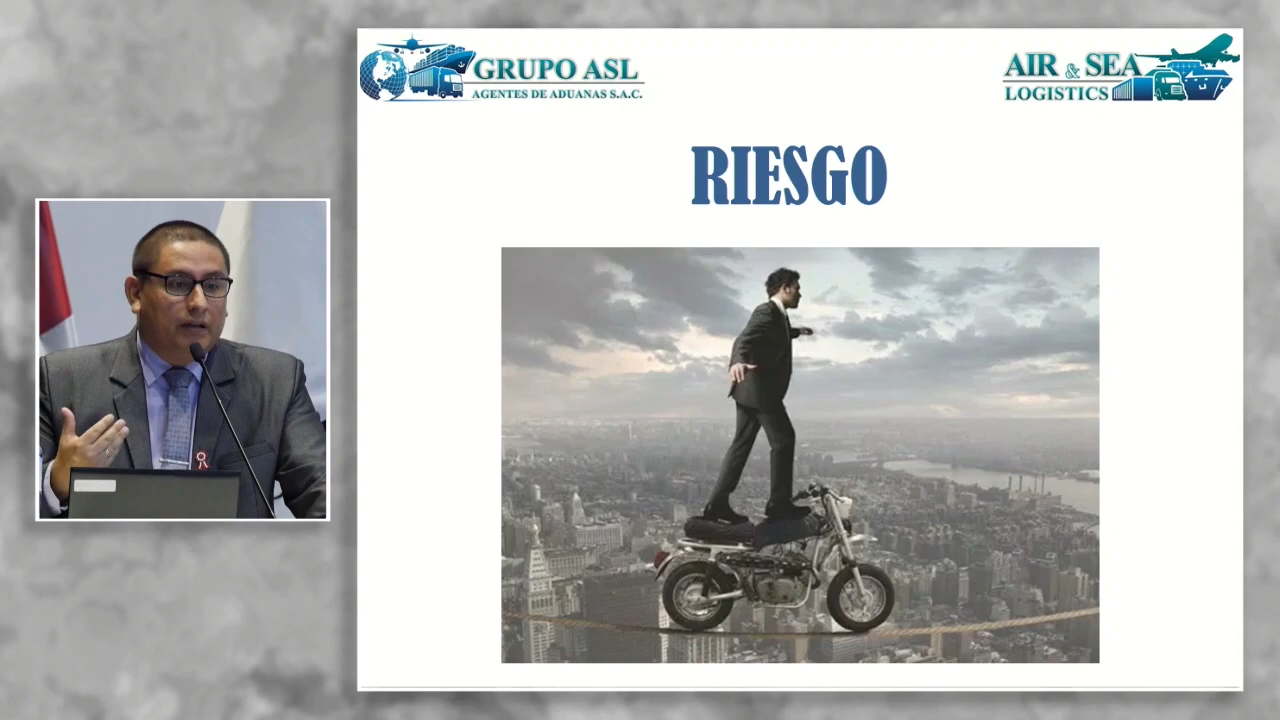 GRUPO ASL
AGENTES DE ADUANAS S.A.C.
AIR & SEA
LOGISTICS
RIESGO